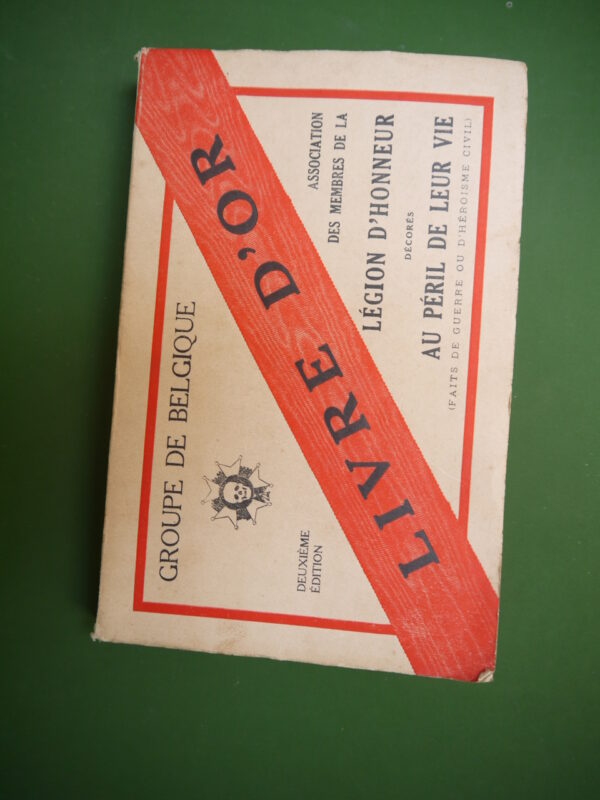 GROUPE DE BELGIQUE
DEUXIÈME
ÉDITION
LIVRE D'OR
ASSOCIATION
DES MEMBRES DE LA
LÉGION D'HONNEUR
DÉCORÉS
AU PÉRIL DE LEUR VIE
(FAITS DE GUERRE OU D'HÉROISME CIVIL)